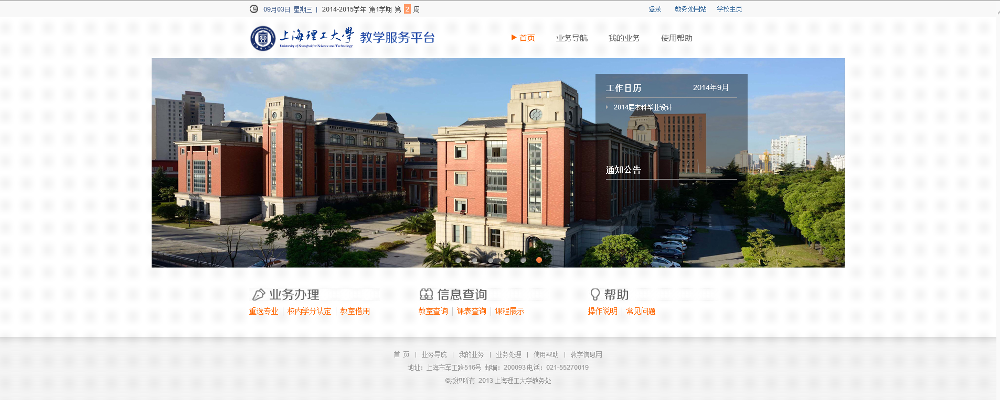 09月03日 星期三 | 2014-2015学年 第1学期 第 2 周
登录 教务处网站 学校主页
上海理工大學 教学服务平台
University of Shanghai for Science and Technology
首页 业务导航 我的业务 使用帮助
工作日历 2014年9月
2014届本科毕业设计
通知公告
业务办理 信息查询 帮助
重选专业 | 校内学分认定 | 教室借用 教室查询 | 课表查询 | 课程展示 操作说明 | 常见问题
首 页 | 业务导航 | 我的业务 | 业务处理 | 使用帮助 | 教学信息网
地址：上海市军工路516号 邮编：200093 电话：021-55270019
©版权所有 2013 上海理工大学教务处